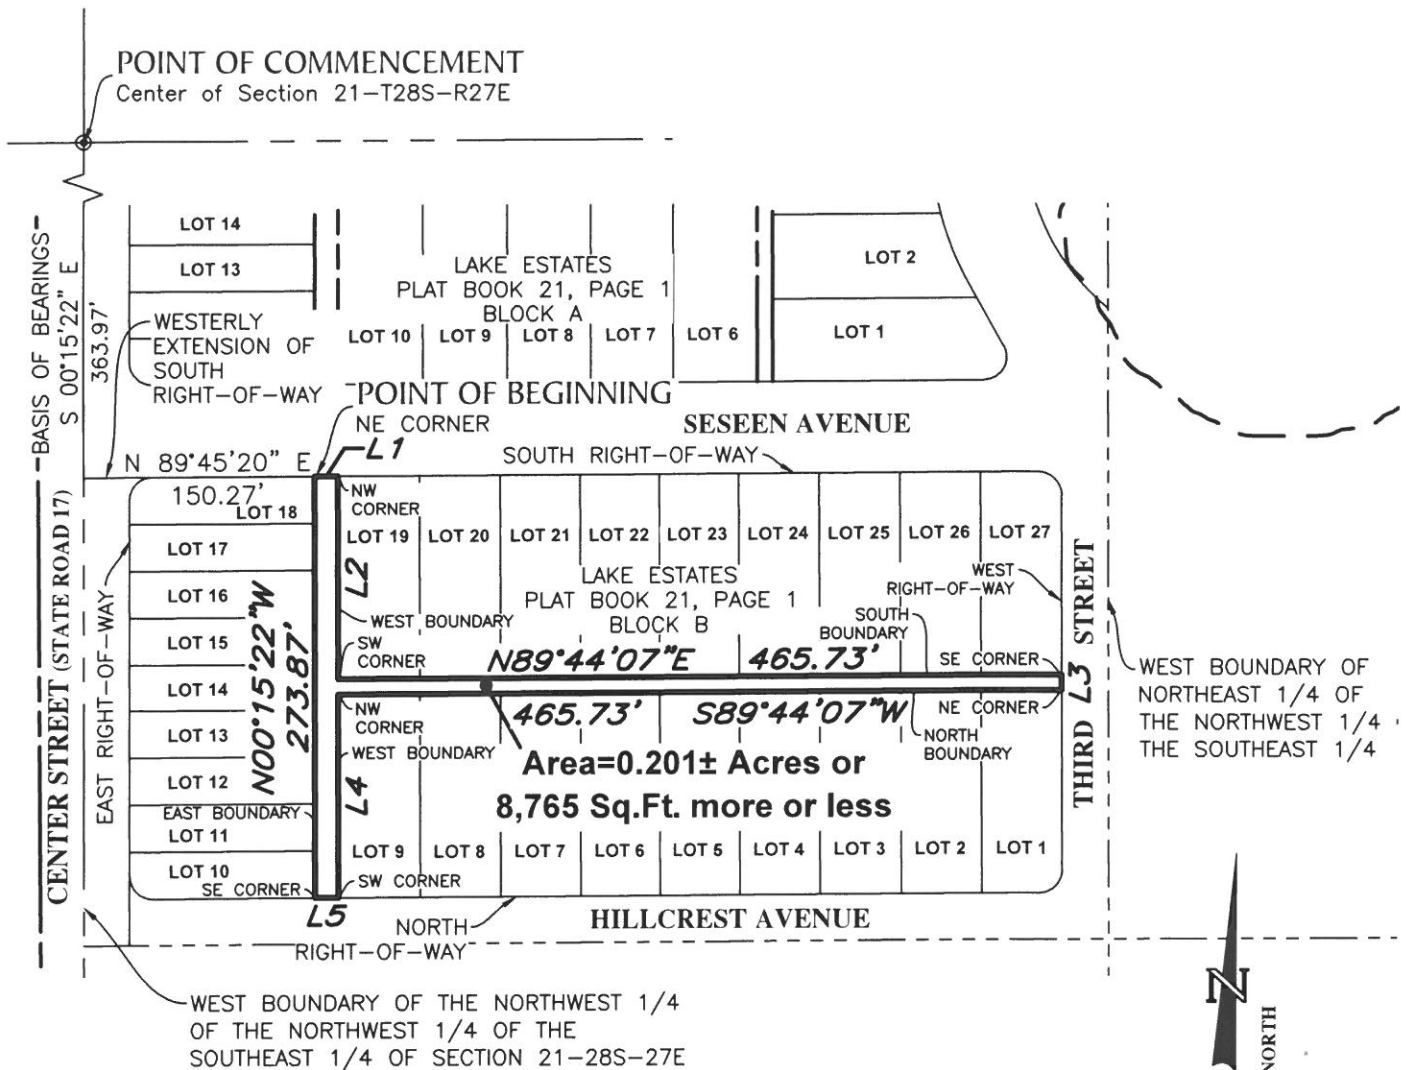 POINT OF COMMENCEMENT
Center of Section 21-T28S-R27E
BASIS OF BEARINGS
S 00°15'22" E
363.97'
LOT 14
LOT 13
LAKE ESTATES
PLAT BOOK 21, PAGE 1
BLOCK A
LOT 10
LOT 9
LOT 8
LOT 7
LOT 6
LOT 2
LOT 1
WESTERLY
EXTENSION OF
SOUTH
RIGHT-OF-WAY
POINT OF BEGINNING
NE CORNER
L1
SESEEN AVENUE
SOUTH RIGHT-OF-WAY
N 89°45'20" E
150.27'
LOT 18
LOT 17
LOT 16
LOT 15
LOT 14
LOT 13
LOT 12
EAST BOUNDARY
LOT 11
LOT 10
SE CORNER
CENTER STREET (STATE ROAD 17)
EAST RIGHT-OF-WAY
N00°15'22"W
273.87'
NW
CORNER
LOT 19
LOT 20
LOT 21
LOT 22
LOT 23
LOT 24
LOT 25
LOT 26
LOT 27
L2
LAKE ESTATES
PLAT BOOK 21, PAGE 1
BLOCK B
WEST BOUNDARY
SW
CORNER
WEST
RIGHT-OF-WAY
SOUTH
BOUNDARY
SE CORNER
N89°44'07"E
465.73'
THIRD
L3
STREET
WEST BOUNDARY OF
NORTHEAST 1/4 OF
THE NORTHWEST 1/4
THE SOUTHEAST 1/4
NW
CORNER
465.73'
S89°44'07"W
NE CORNER
NORTH
BOUNDARY
WEST BOUNDARY
L4
Area=0.201± Acres or
8,765 Sq.Ft. more or less
LOT 9
LOT 8
LOT 7
LOT 6
LOT 5
LOT 4
LOT 3
LOT 2
LOT 1
SW CORNER
L5
NORTH
RIGHT-OF-WAY
HILLCREST AVENUE
WEST BOUNDARY OF THE NORTHWEST 1/4
OF THE NORTHWEST 1/4 OF THE
SOUTHEAST 1/4 OF SECTION 21-28S-27E
N
NORTH